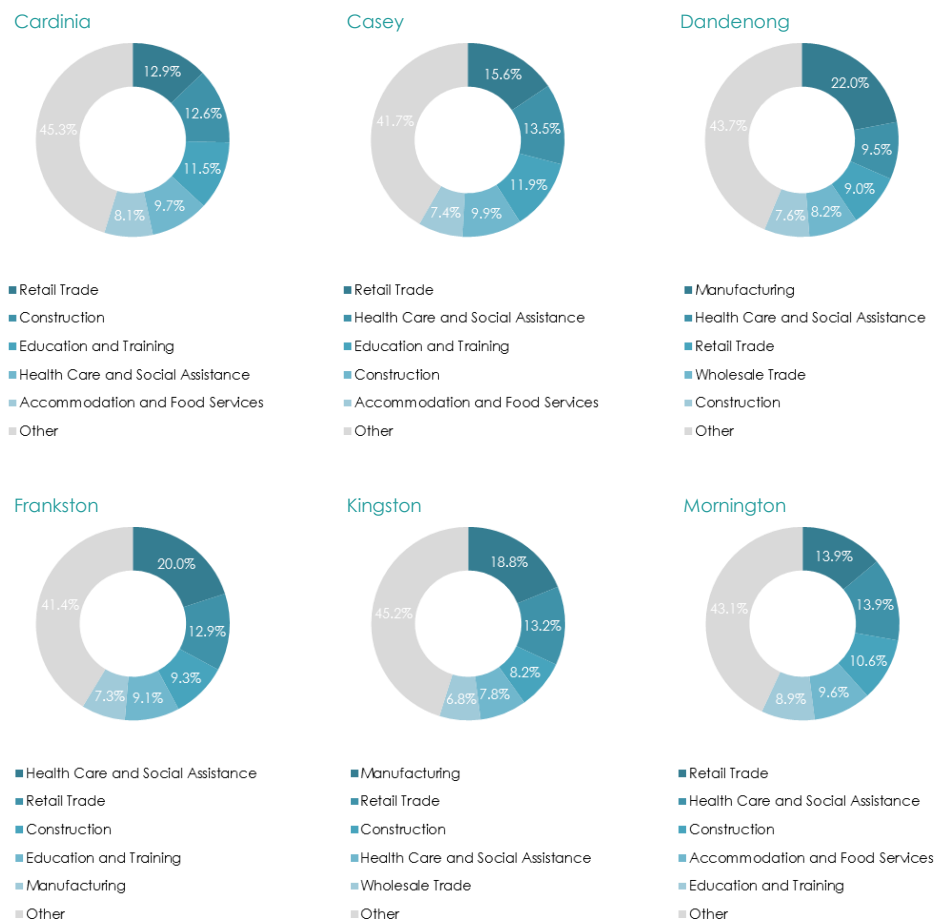 Cardinia
12.9%
12.6%
11.5%
9.7%
8.1%
45.3%
Retail Trade
Construction
Education and Training
Health Care and Social Assistance
Accommodation and Food Services
Other
Casey
15.6%
13.5%
11.9%
9.9%
7.4%
41.7%
Retail Trade
Health Care and Social Assistance
Education and Training
Construction
Accommodation and Food Services
Other
Dandenong
22.0%
9.5%
9.0%
8.2%
7.6%
43.7%
Manufacturing
Health Care and Social Assistance
Retail Trade
Wholesale Trade
Construction
Other
Frankston
20.0%
12.9%
9.3%
9.1%
7.3%
41.4%
Health Care and Social Assistance
Retail Trade
Construction
Education and Training
Manufacturing
Other
Kingston
18.8%
13.2%
8.2%
7.8%
6.8%
45.2%
Manufacturing
Retail Trade
Construction
Health Care and Social Assistance
Wholesale Trade
Other
Mornington
13.9%
13.9%
10.6%
9.6%
8.9%
43.1%
Retail Trade
Health Care and Social Assistance
Construction
Accommodation and Food Services
Education and Training
Other